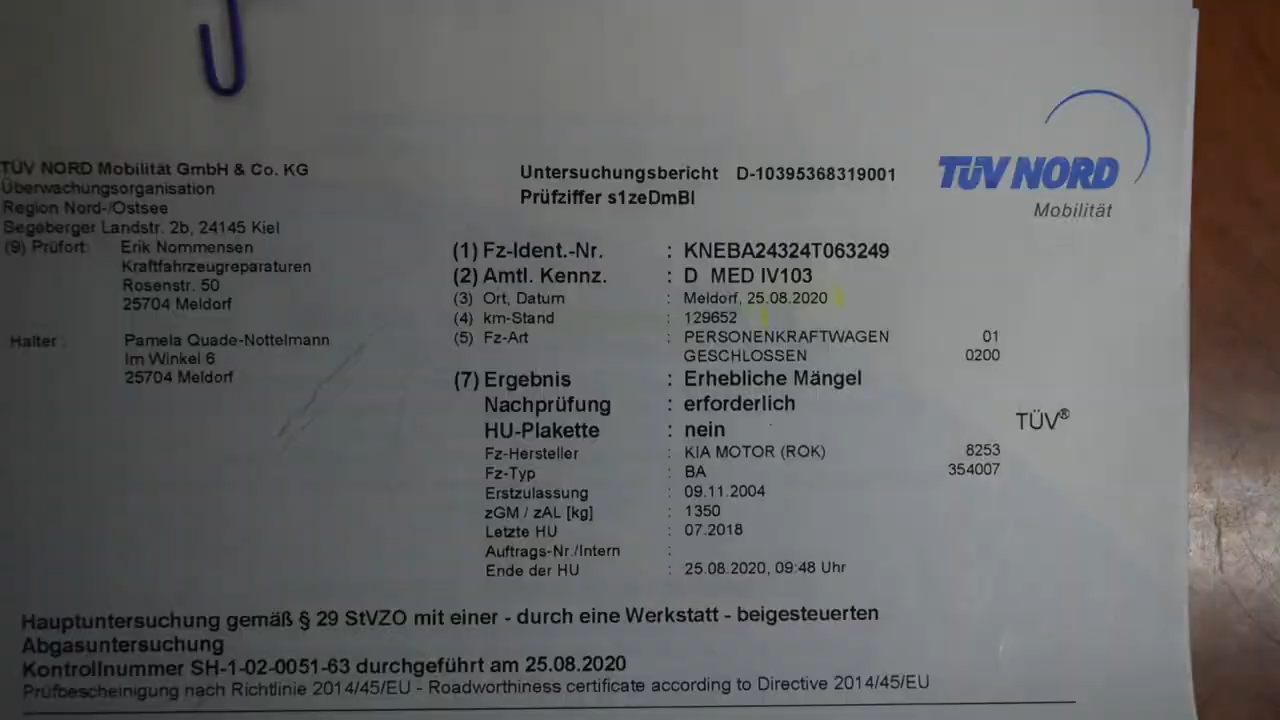 TÜV NORD Mobilität GmbH & Co. KG
Überwachungsorganisation
Region Nord-/Ostsee
Segeberger Landstr. 2b, 24145 Kiel
(9) Prüfort: Erik Nommensen
Kraftfahrzeugreparaturen
Rosenstr. 50
25704 Meldorf
Halter : Pamela Quade-Nottelmann
Im Winkel 6
25704 Meldorf
Untersuchungsbericht D-10395368319001
Prüfziffer s1zeDmBI
TÜV NORD
Mobilität
(1) Fz-Ident.-Nr. : KNEBA24324T063249
(2) Amtl. Kennz. : D MED IV103
(3) Ort, Datum : Meldorf, 25.08.2020
(4) km-Stand : 129652
(5) Fz-Art : PERSONENKRAFTWAGEN 01
GESCHLOSSEN 0200
(7) Ergebnis : Erhebliche Mängel
Nachprüfung : erforderlich
HU-Plakette : nein
TÜV®
Fz-Hersteller : KIA MOTOR (ROK) 8253
Fz-Typ : BA 354007
Erstzulassung : 09.11.2004
zGM / zAL [kg] : 1350
Letzte HU : 07.2018
Auftrags-Nr./Intern :
Ende der HU : 25.08.2020, 09:48 Uhr
Hauptuntersuchung gemäß § 29 StVZO mit einer - durch eine Werkstatt - beigesteuerten
Abgasuntersuchung
Kontrollnummer SH-1-02-0051-63 durchgeführt am 25.08.2020
Prüfbescheinigung nach Richtlinie 2014/45/EU - Roadworthiness certificate according to Directive 2014/45/EU